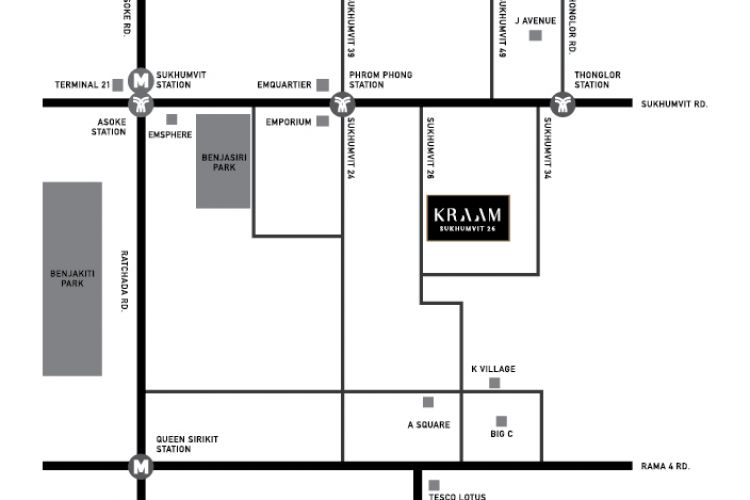 SOKE RD.
SUKHUMVIT 39
SUKHUMVIT 49
J AVENUE
HONGLOR RD.
TERMINAL 21
M
SUKHUMVIT
STATION
EMQUARTIER
PHROM PHONG
STATION
THONGLOR
STATION
SUKHUMVIT RD.
ASOKE
STATION
EMSPHERE
EMPORIUM
BENJASIRI
PARK
SUKHUMVIT 24
SUKHUMVIT 26
SUKHUMVIT 34
KRAAM
SUKHUMVIT 26
BENJAKITI
PARK
RATCHADA RD.
K VILLAGE
A SQUARE
BIG C
QUEEN SIRIKIT
STATION
M
RAMA 4 RD.
TESCO LOTUS